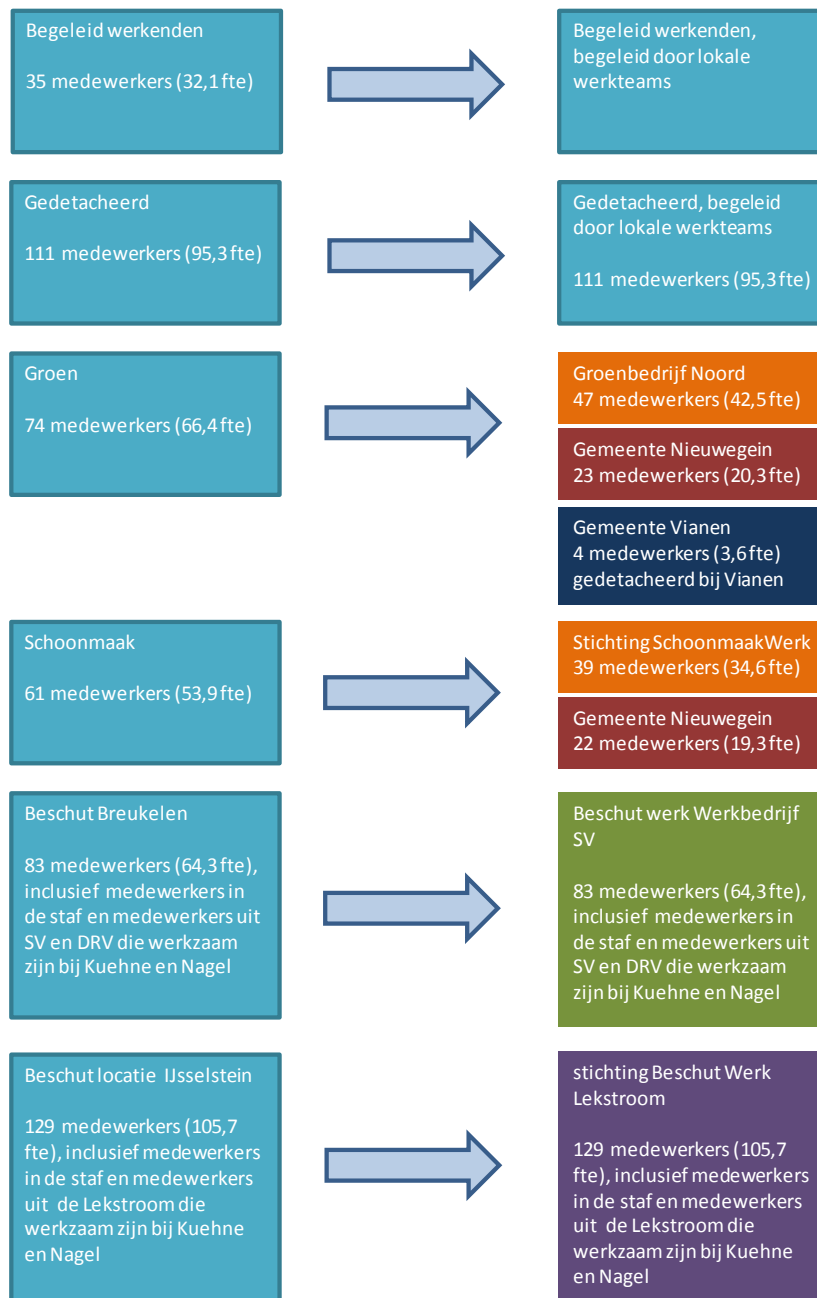 Begeleid werkenden
35 medewerkers (32,1 fte)
Begeleid werkenden,
begeleid door lokale
werkteams
Gedetacheerd
111 medewerkers (95,3 fte)
Gedetacheerd, begeleid
door lokale werkteams
111 medewerkers (95,3 fte)
Groen
74 medewerkers (66,4 fte)
Groenbedrijf Noord
47 medewerkers (42,5 fte)
Gemeente Nieuwegein
23 medewerkers (20,3 fte)
Gemeente Vianen
4 medewerkers (3,6 fte)
gedetacheerd bij Vianen
Schoonmaak
61 medewerkers (53,9 fte)
Stichting SchoonmaakWerk
39 medewerkers (34,6 fte)
Gemeente Nieuwegein
22 medewerkers (19,3 fte)
Beschut Breukelen
83 medewerkers (64,3 fte),
inclusief medewerkers in
de staf en medewerkers uit
SV en DRV die werkzaam
zijn bij Kuehne en Nagel
Beschut werk Werkbedrijf
SV
83 medewerkers (64,3 fte),
inclusief medewerkers in
de staf en medewerkers uit
SV en DRV die werkzaam
zijn bij Kuehne en Nagel
Beschut locatie IJsselstein
129 medewerkers (105,7
fte), inclusief medewerkers
in de staf en medewerkers
uit de Lekstroom die
werkzaam zijn bij Kuehne
en Nagel
stichting Beschut Werk
Lekstroom
129 medewerkers (105,7
fte), inclusief medewerkers
in de staf en medewerkers
uit de Lekstroom die
werkzaam zijn bij Kuehne
en Nagel